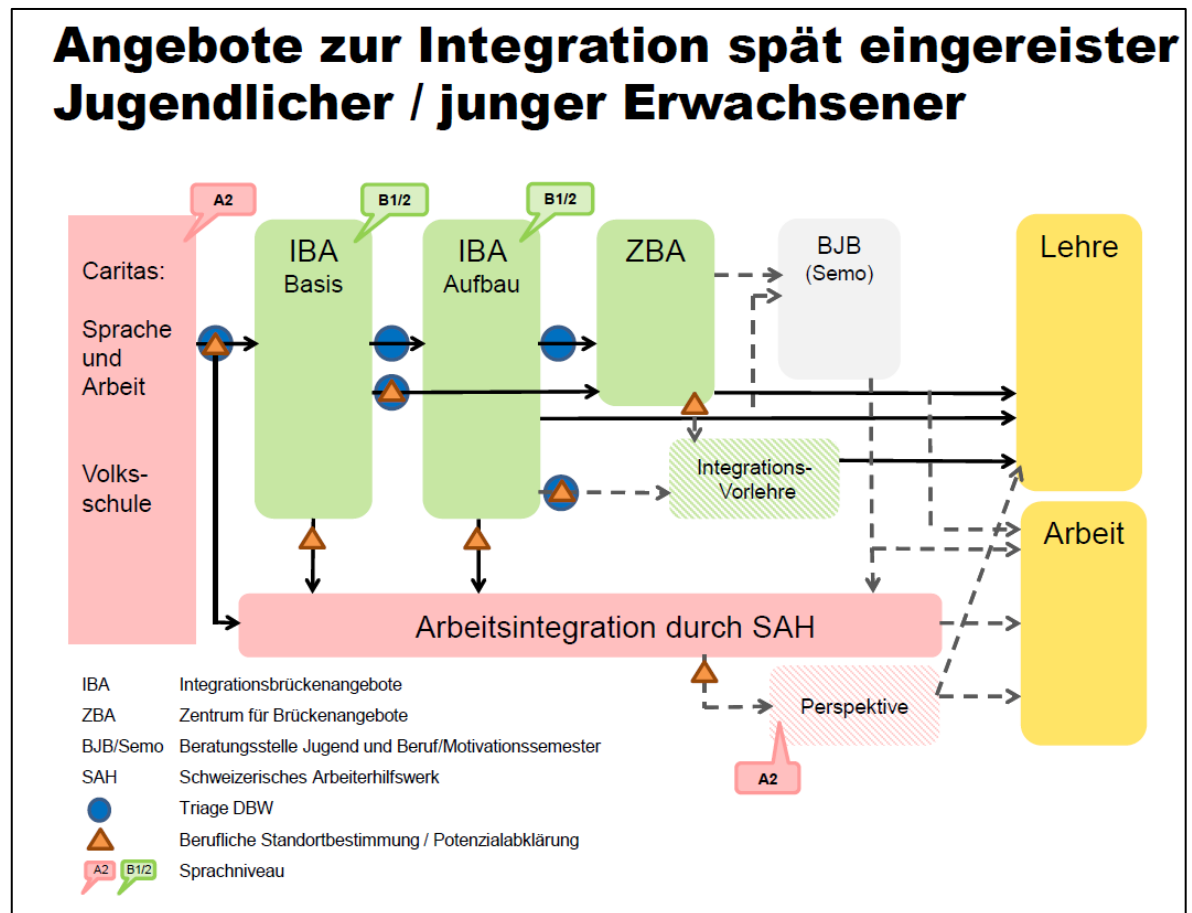 Angebote zur Integration spät eingereister
Jugendlicher / junger Erwachsener
A2
B1/2
B1/2
Caritas:
Sprache
und
Arbeit
Volks-
schule
IBA
Basis
IBA
Aufbau
ZBA
BJB
(Semo)
Lehre
Integrations-
Vorlehre
Arbeit
Arbeitsintegration durch SAH
Perspektive
A2
IBA Integrationsbrückenangebote
ZBA Zentrum für Brückenangebote
BJB/Semo Beratungsstelle Jugend und Beruf/Motivationssemester
SAH Schweizerisches Arbeiterhilfswerk
Triage DBW
Berufliche Standortbestimmung / Potenzialabklärung
A2 B1/2 Sprachniveau